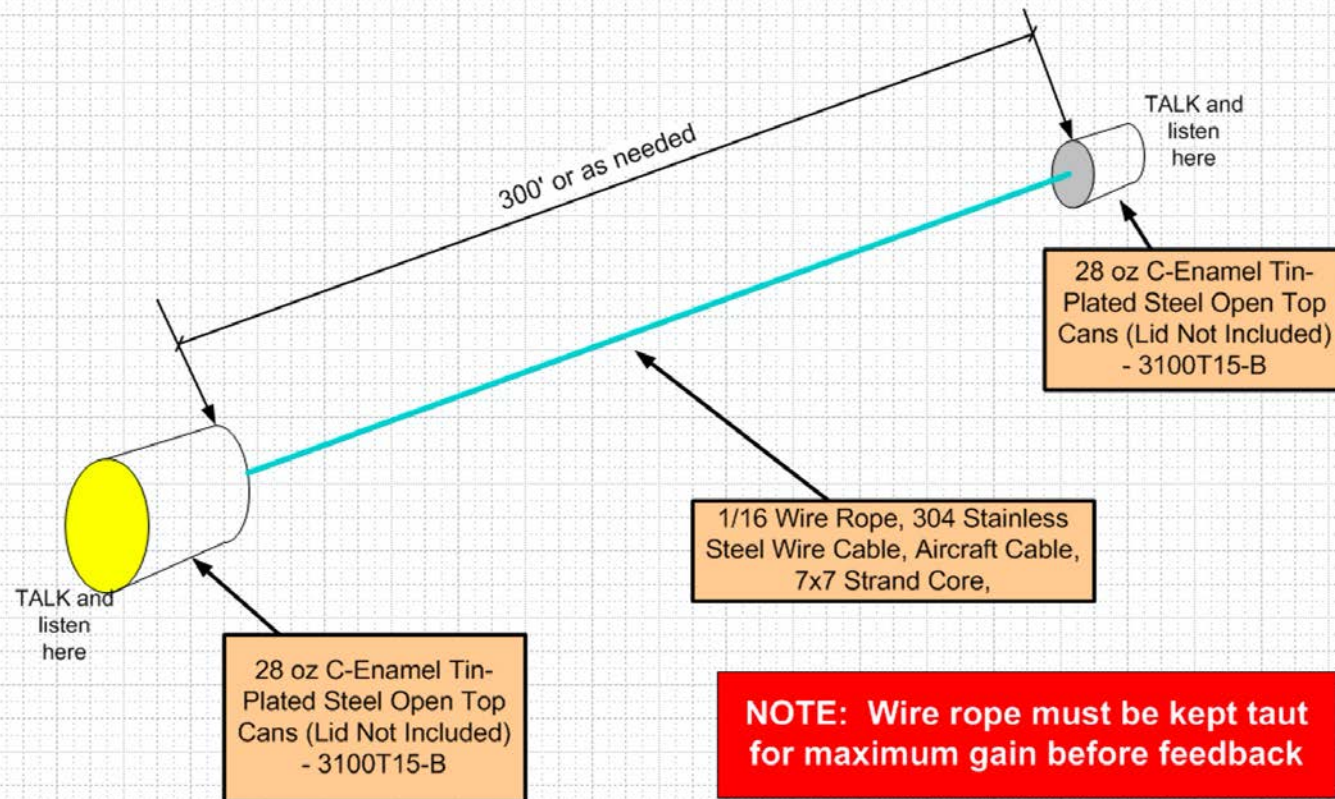 300' or as needed
TALK and
listen
here
28 oz C-Enamel Tin-
Plated Steel Open Top
Cans (Lid Not Included)
- 3100T15-B
1/16 Wire Rope, 304 Stainless
Steel Wire Cable, Aircraft Cable,
7x7 Strand Core,
TALK and
listen
here
28 oz C-Enamel Tin-
Plated Steel Open Top
Cans (Lid Not Included)
- 3100T15-B
NOTE: Wire rope must be kept taut
for maximum gain before feedback